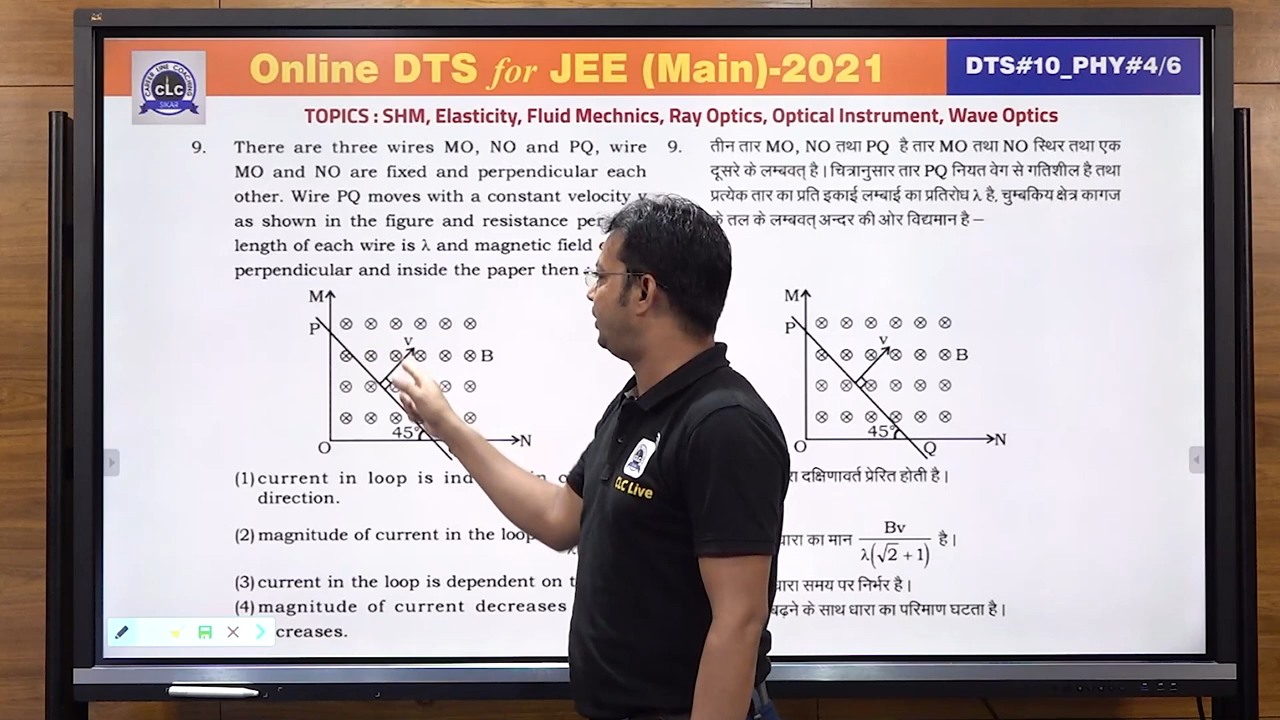 Online DTS for JEE (Main)-2021
DTS#10_PHY#4/6
CAREER LINE COACHING
CLC
SIKAR
TOPICS : SHM, Elasticity, Fluid Mechnics, Ray Optics, Optical Instrument, Wave Optics
9. There are three wires MO, NO and PQ, wire
MO and NO are fixed and perpendicular each
other. Wire PQ moves with a constant velocity v
as shown in the figure and resistance per
length of each wire is λ and magnetic field
perpendicular and inside the paper then
M
P
v
B
45°
O
N
(1) current in loop is in
direction.
(2) magnitude of current in the loop
(3) current in the loop is dependent on
(4) magnitude of current decreases
creases.
9. तीन तार MO, NO तथा PQ है तार MO तथा NO स्थिर तथा एक
दूसरे के लम्बवत् है। चित्रानुसार तार PQ नियत वेग से गतिशील है तथा
प्रत्येक तार का प्रति इकाई लम्बाई का प्रतिरोध λ है, चुम्बकिय क्षेत्र कागज
के तल के लम्बवत् अन्दर की ओर विद्यमान है –
M
P
v
B
45°
O
Q
N
दक्षिणावर्त प्रेरित होती है।
का मान Bv / λ(√2+1) है।
धारा समय पर निर्भर है।
बढ़ने के साथ धारा का परिमाण घटता है।
CLC Live